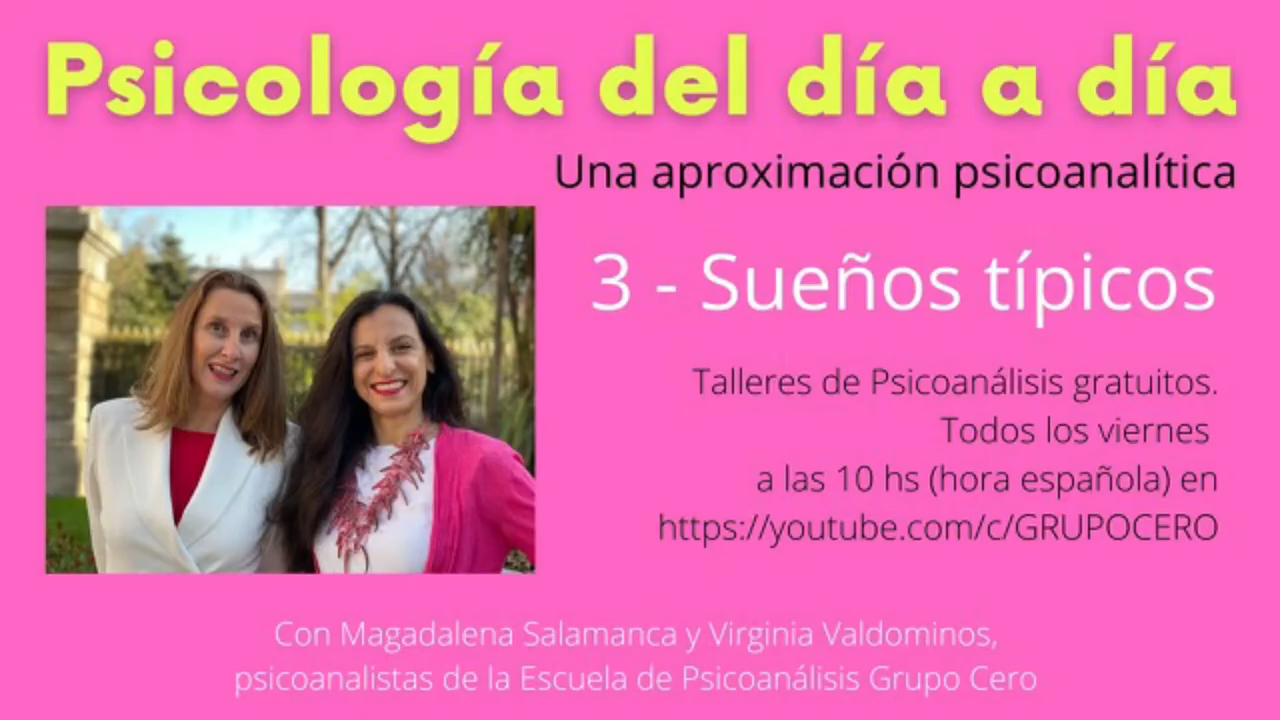 Psicología del día a día
Una aproximación psicoanalítica
3 - Sueños típicos
Talleres de Psicoanálisis gratuitos.
Todos los viernes
a las 10 hs (hora española) en
https://youtube.com/c/GRUPOCERO
Con Magadalena Salamanca y Virginia Valdominos,
psicoanalistas de la Escuela de Psicoanálisis Grupo Cero